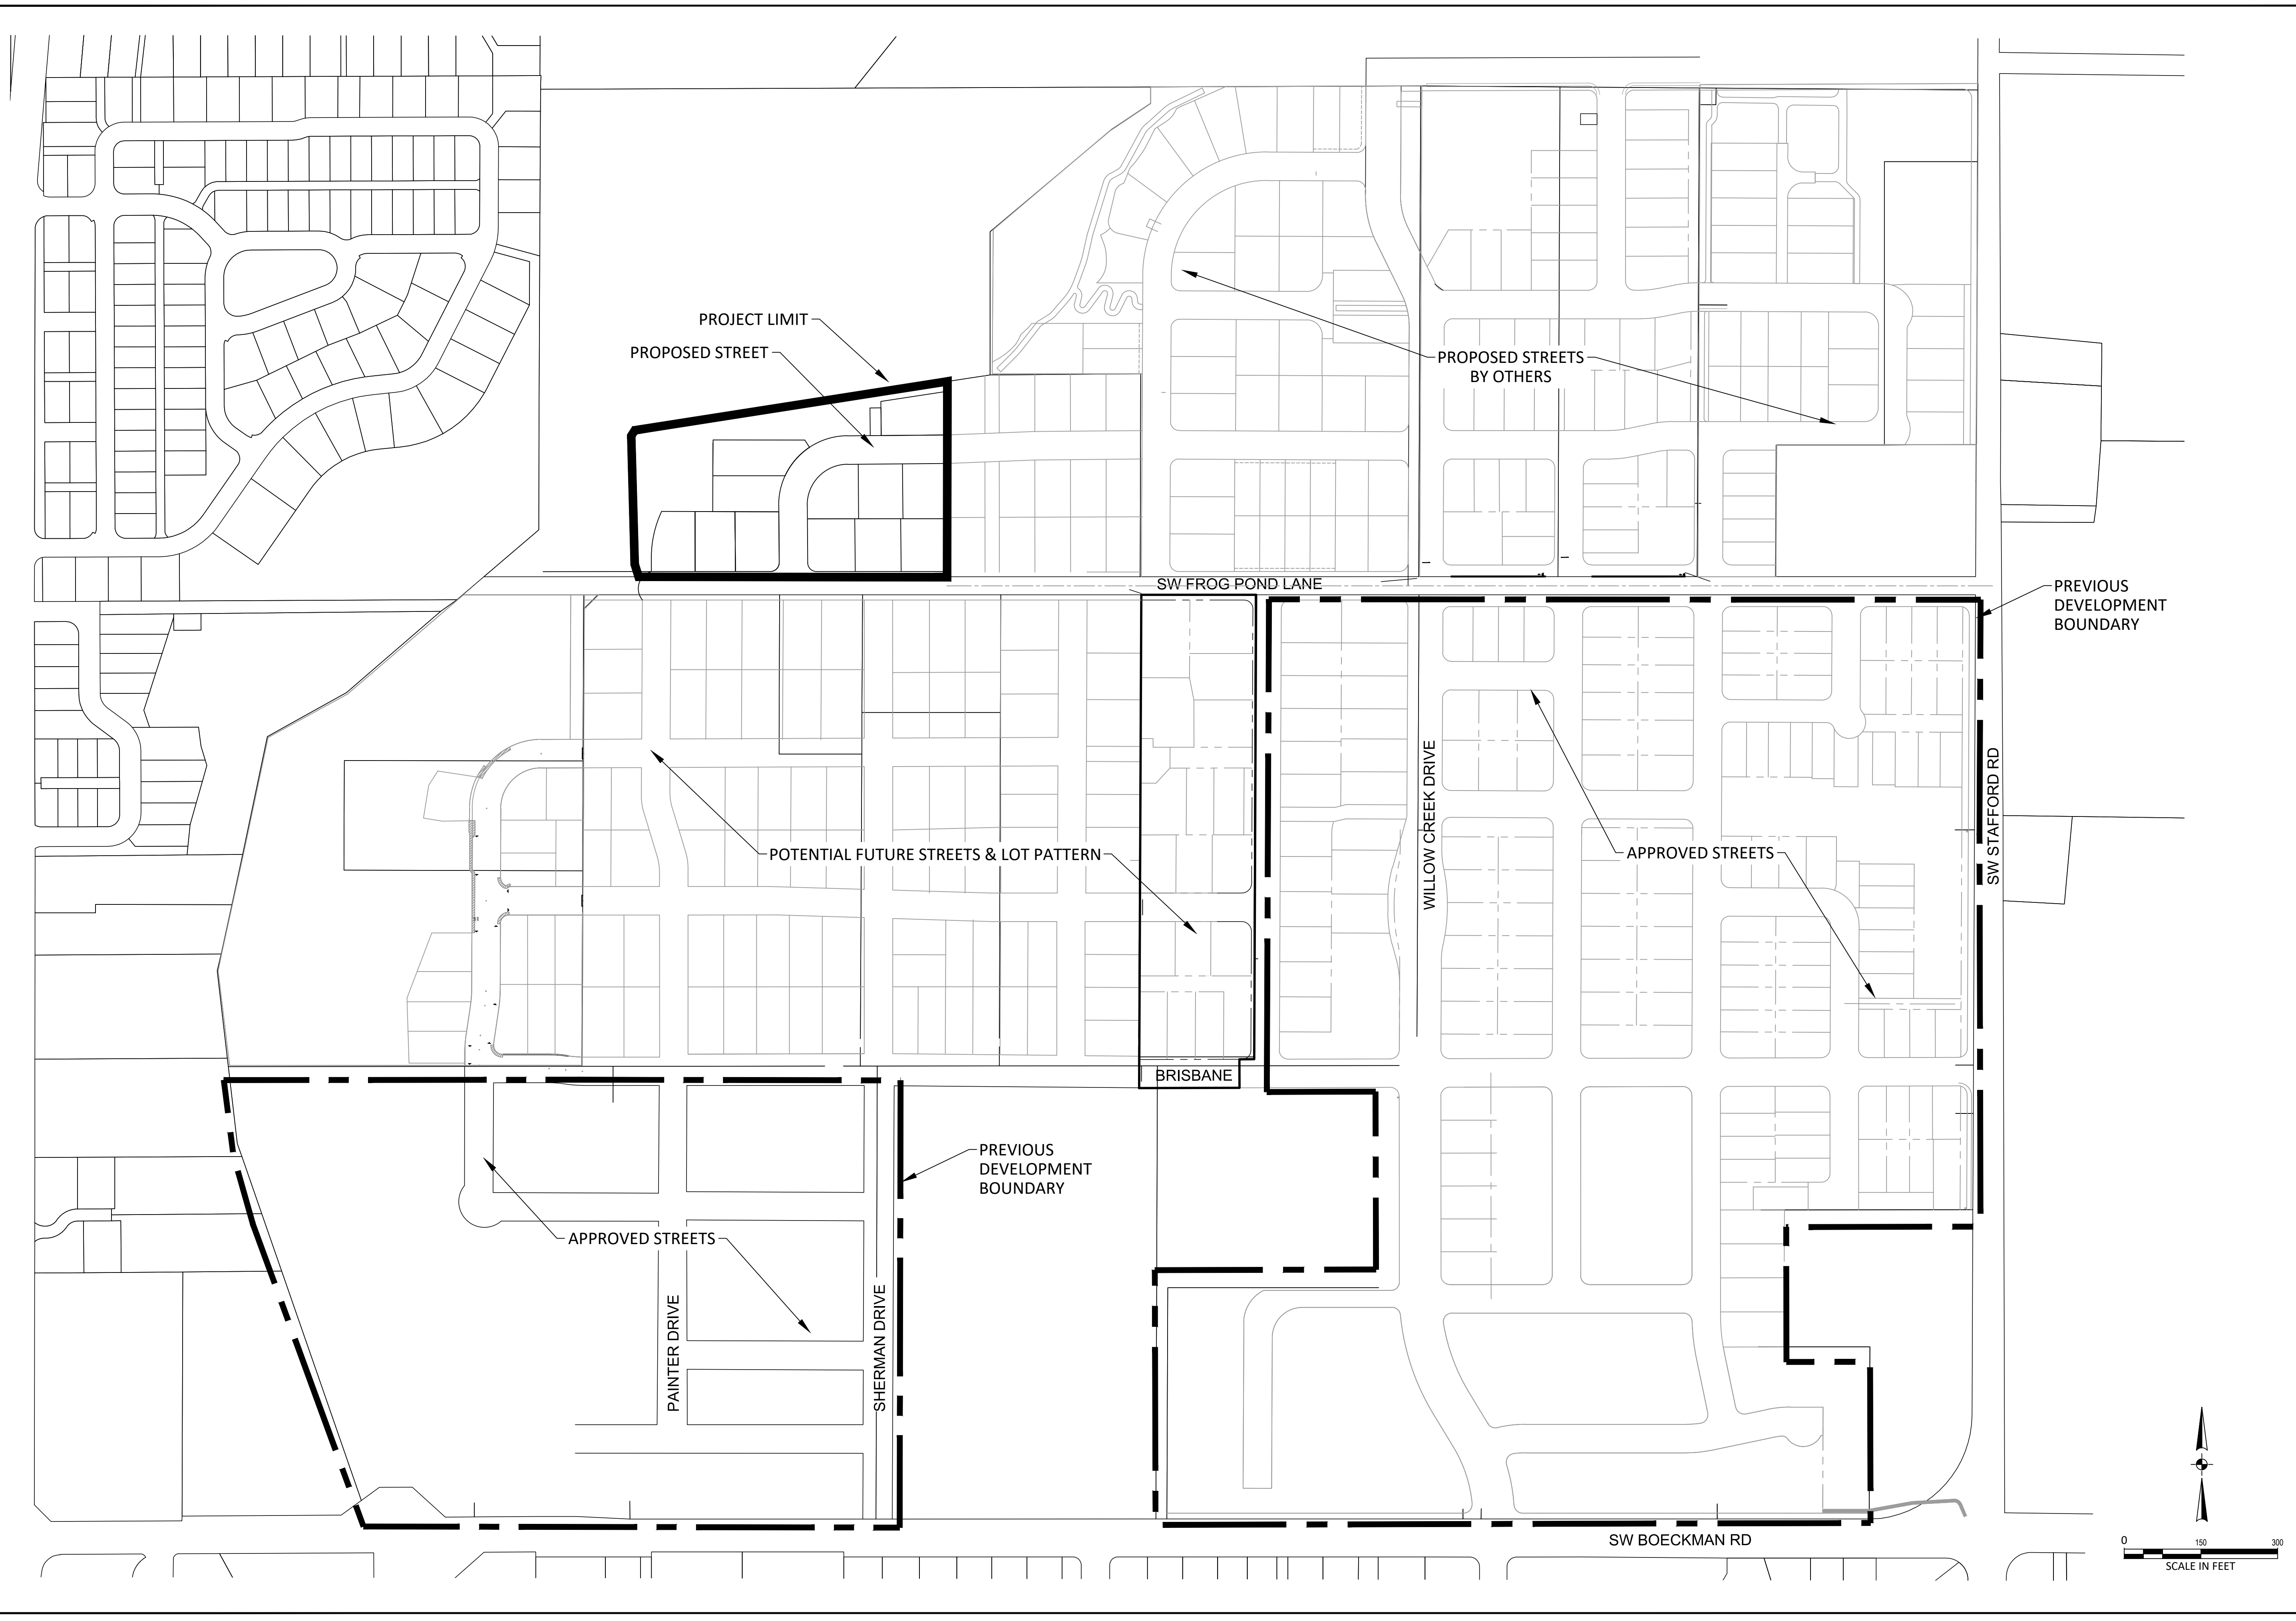 PROJECT LIMIT
PROPOSED STREET
PROPOSED STREETS
BY OTHERS
SW FROG POND LANE
PREVIOUS
DEVELOPMENT
BOUNDARY
WILLOW CREEK DRIVE
SW STAFFORD RD
POTENTIAL FUTURE STREETS & LOT PATTERN
APPROVED STREETS
BRISBANE
PREVIOUS
DEVELOPMENT
BOUNDARY
APPROVED STREETS
PAINTER DRIVE
SHERMAN DRIVE
SW BOECKMAN RD
0 150 300
SCALE IN FEET